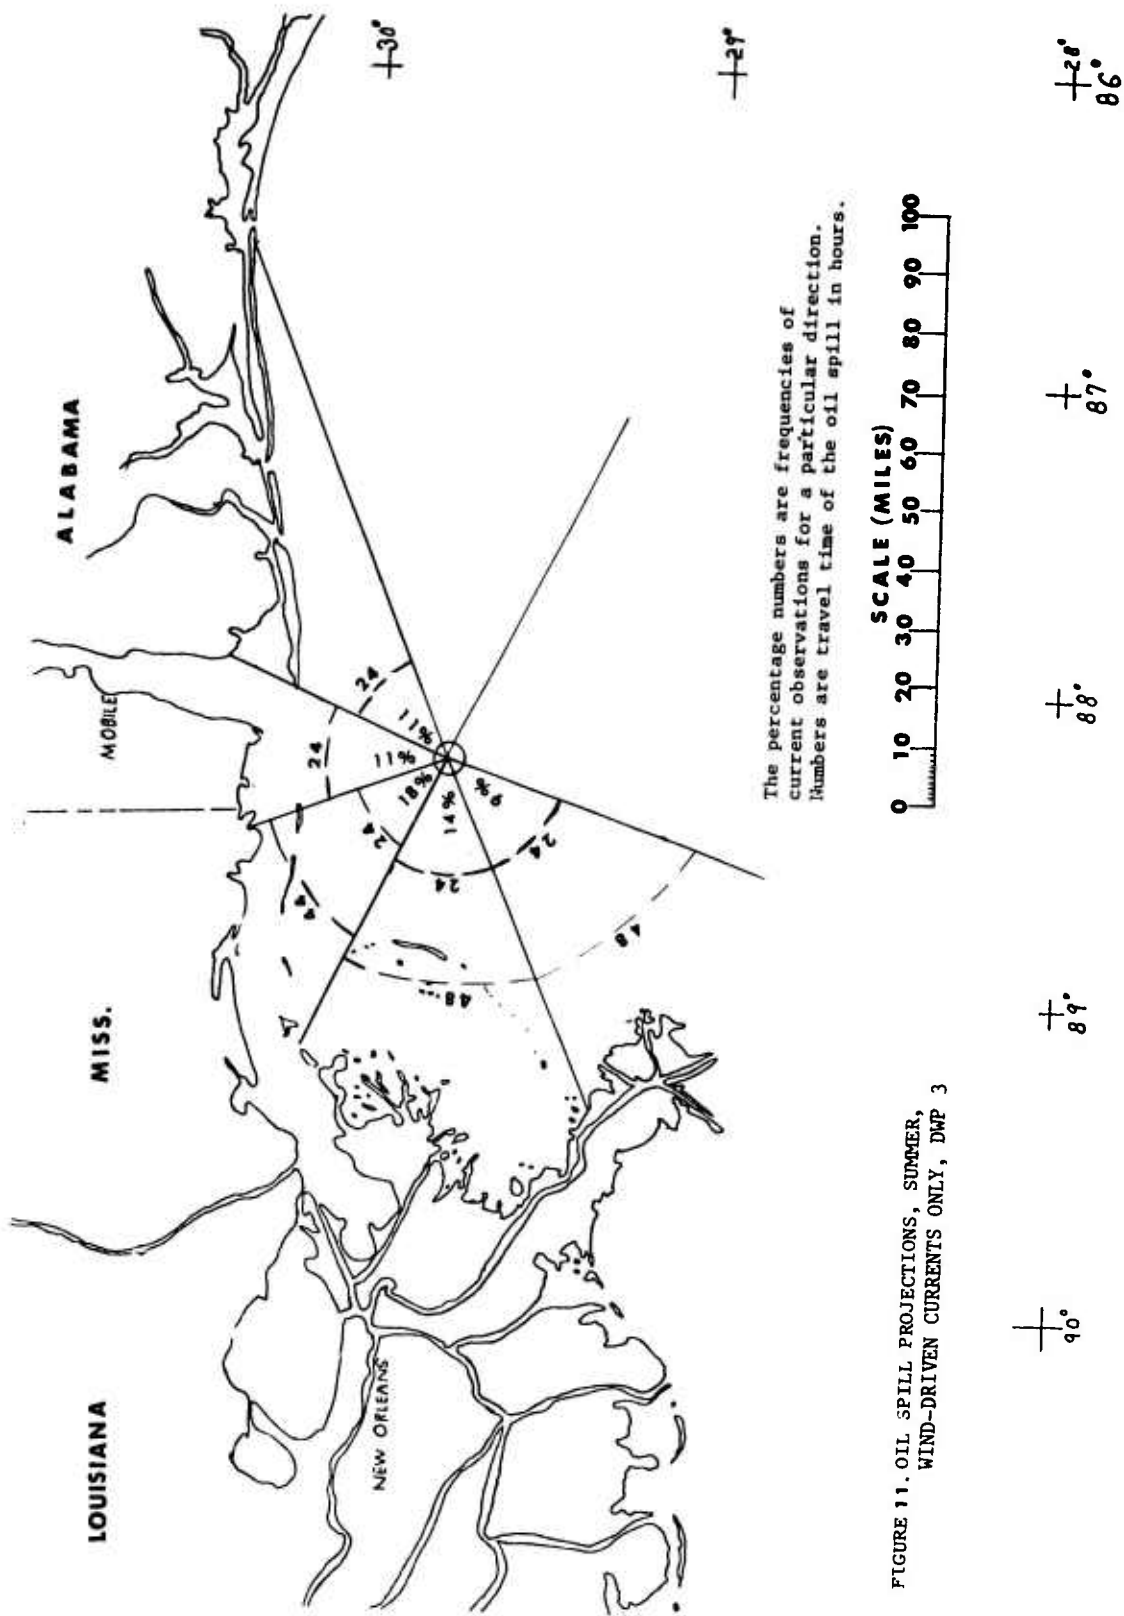 LOUISIANA
MISS.
ALABAMA
MOBILE
NEW ORLEANS
24
24
24
24
24
44
48
48
11%
11%
18%
14%
9%
30°
29°
28°
86°
87°
88°
89°
90°
The percentage numbers are frequencies of
current observations for a particular direction.
Numbers are travel time of the oil spill in hours.
SCALE (MILES)
0 10 20 30 40 50 60 70 80 90 100
FIGURE 11. OIL SPILL PROJECTIONS, SUMMER,
WIND-DRIVEN CURRENTS ONLY, DWP 3